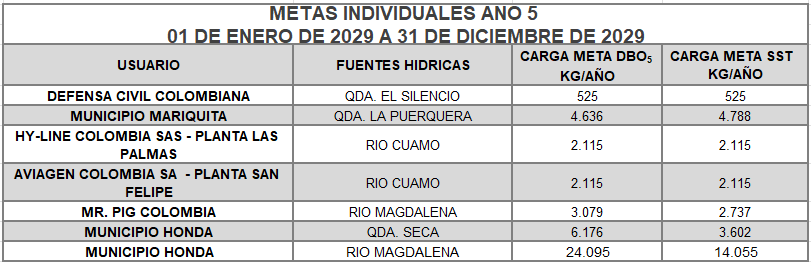 METAS INDIVIDUALES AÑO 5
01 DE ENERO DE 2029 A 31 DE DICIEMBRE DE 2029
USUARIO FUENTES HIDRICAS CARGA META DBO₅ KG/AÑO CARGA META SST KG/AÑO
DEFENSA CIVIL COLOMBIANA QDA. EL SILENCIO 525 525
MUNICIPIO MARIQUITA QDA. LA PUERQUERA 4.636 4.788
HY-LINE COLOMBIA SAS - PLANTA LAS PALMAS RIO CUAMO 2.115 2.115
AVIAGEN COLOMBIA SA - PLANTA SAN FELIPE RIO CUAMO 2.115 2.115
MR. PIG COLOMBIA RIO MAGDALENA 3.079 2.737
MUNICIPIO HONDA QDA. SECA 6.176 3.602
MUNICIPIO HONDA RIO MAGDALENA 24.095 14.055